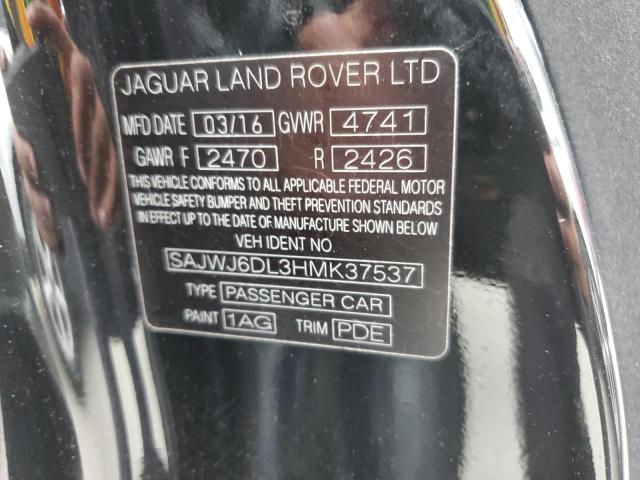 JAGUAR LAND ROVER LTD
MFD DATE 03/16 GVWR 4741
GAWR F 2470 R 2426
THIS VEHICLE CONFORMS TO ALL APPLICABLE FEDERAL MOTOR
VEHICLE SAFETY BUMPER AND THEFT PREVENTION STANDARDS
IN EFFECT UP TO THE DATE OF MANUFACTURE SHOWN ABOVE
VEH IDENT NO.
SAJWJ6DL3HMK37537
TYPE PASSENGER CAR
PAINT 1AG TRIM PDE